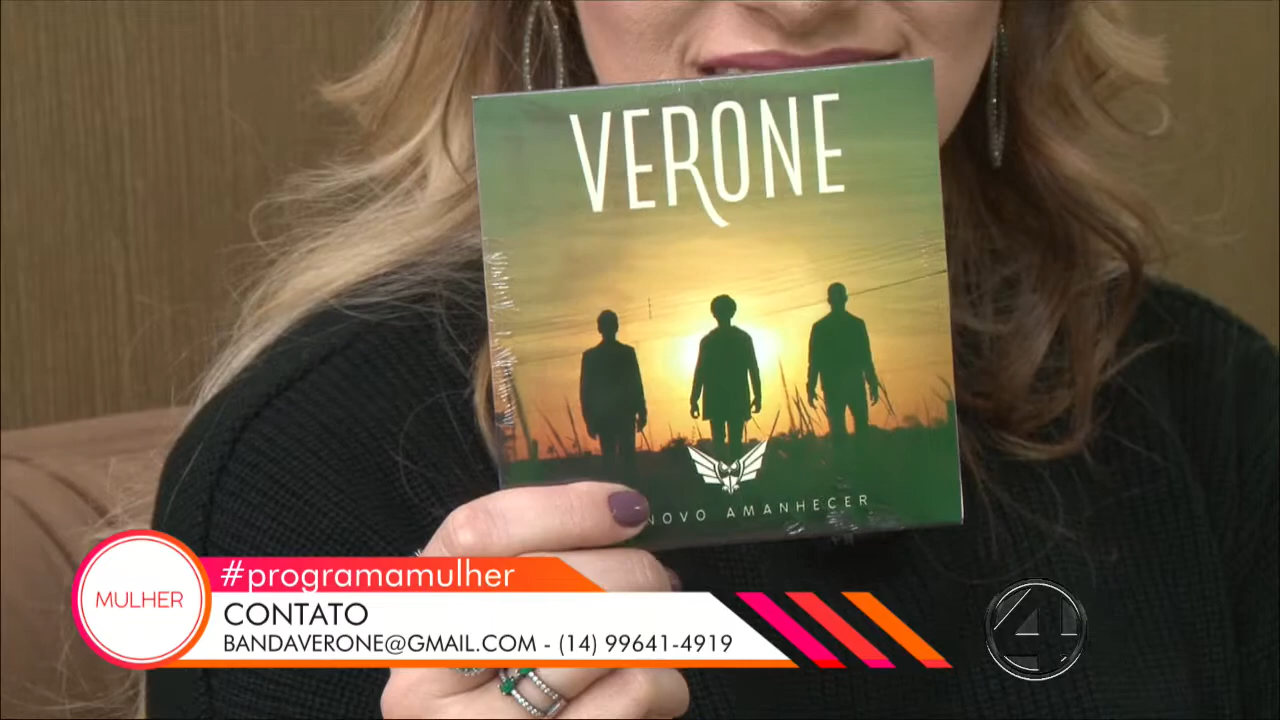 VERONE
NOVO AMANHECER
#programamulher
MULHER
CONTATO
BANDAVERONE@GMAIL.COM - (14) 99641-4919
4